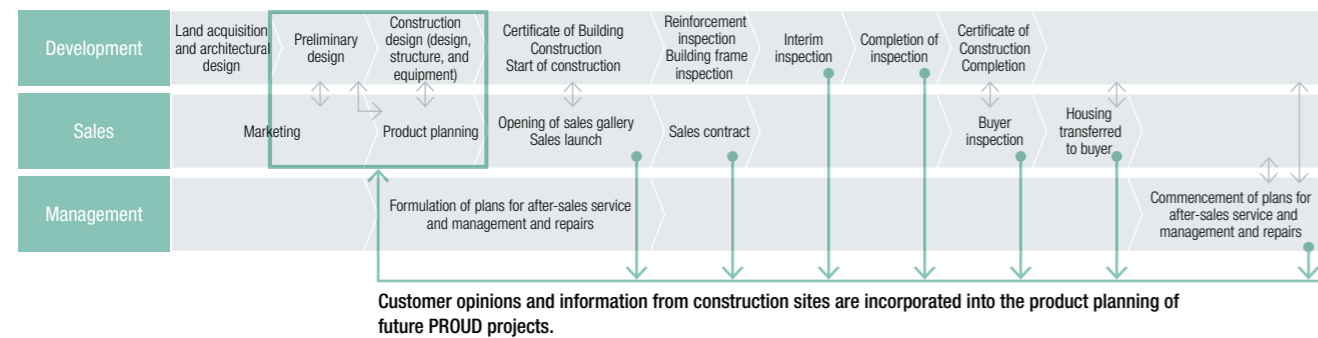 Development
Land acquisition
and architectural
design
Preliminary
design
Construction
design (design,
structure, and
equipment)
Certificate of Building
Construction
Start of construction
Reinforcement
inspection
Building frame
inspection
Interim
inspection
Completion of
inspection
Certificate of
Construction
Completion
Sales
Marketing
Product planning
Opening of sales gallery
Sales launch
Sales contract
Buyer
inspection
Housing
transferred
to buyer
Management
Formulation of plans for after-sales service
and management and repairs
Commencement of plans for
after-sales service and
management and repairs
Customer opinions and information from construction sites are incorporated into the product planning of
future PROUD projects.